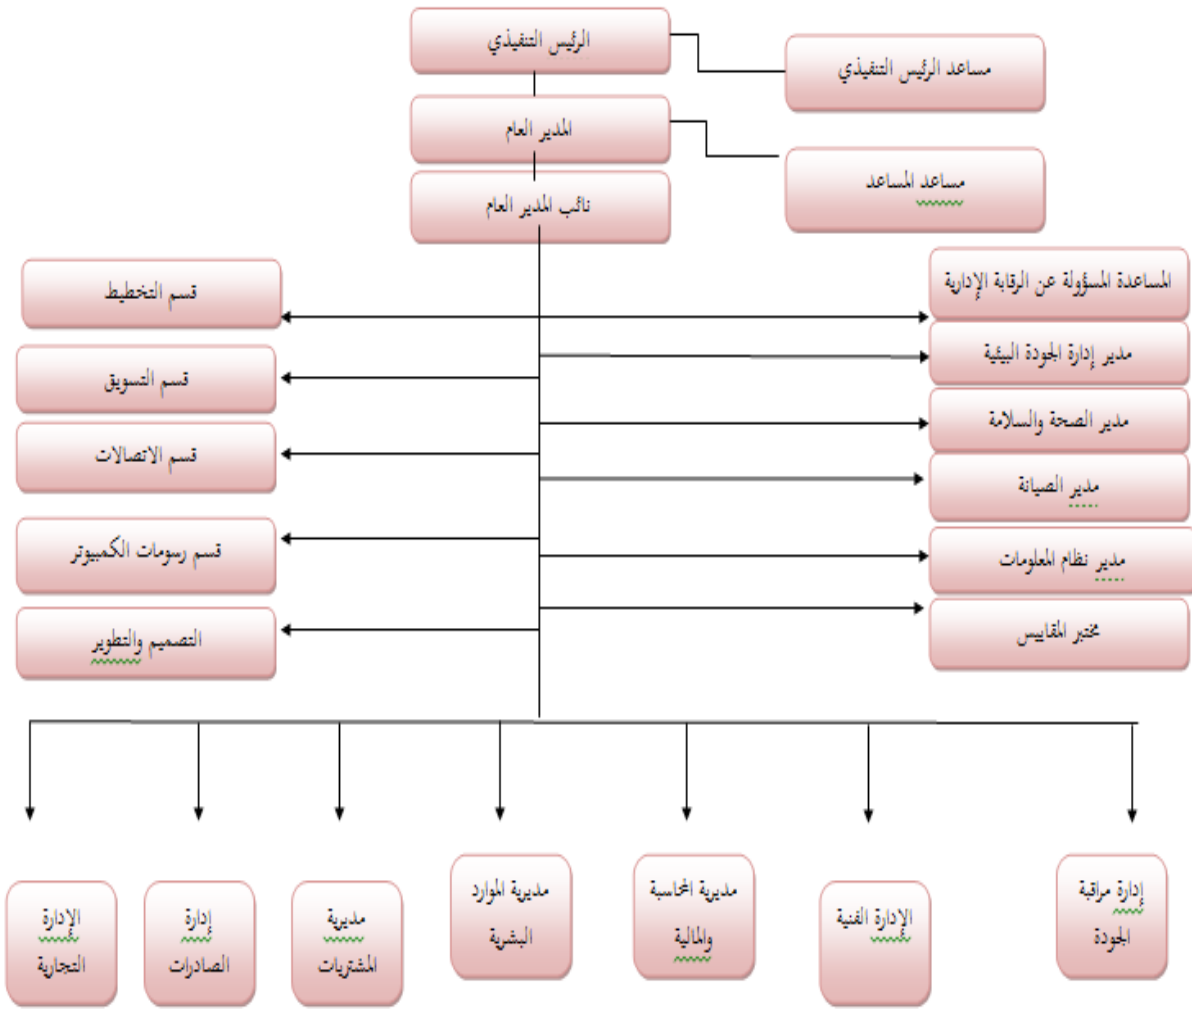 الرئيس التنفيذي
مساعد الرئيس التنفيذي
المدير العام
مساعد المساعد
نائب المدير العام
المساعدة المسؤولة عن الرقابة الإدارية
قسم التخطيط
مدير إدارة الجودة البيئية
قسم التسويق
مدير الصحة والسلامة
قسم الاتصالات
مدير الصيانة
قسم رسومات الكمبيوتر
مدير نظام المعلومات
التصميم والتطوير
مختبر المقاييس
إدارة مراقبة
الجودة
الإدارة الفنية
مديرية المحاسبة
والمالية
مديرية الموارد
البشرية
مديرية
المشتريات
إدارة
الصادرات
الإدارة
التجارية